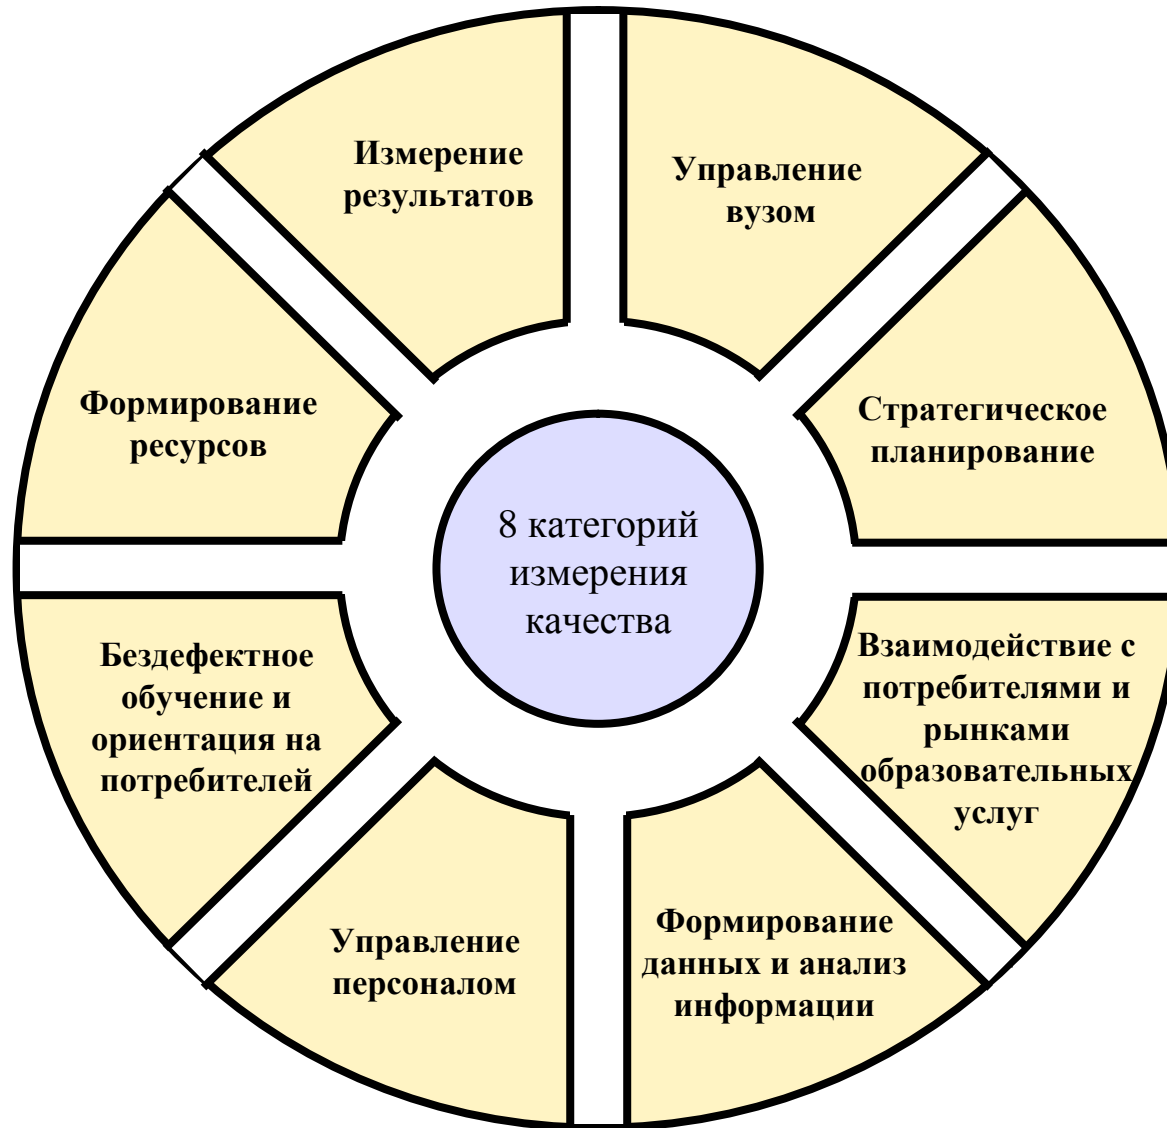 Измерение
результатов
Управление
вузом
Формирование
ресурсов
Стратегическое
планирование
8 категорий
измерения
качества
Бездефектное
обучение и
ориентация на
потребителей
Взаимодействие с
потребителями и
рынками
образовательных
услуг
Управление
персоналом
Формирование
данных и анализ
информации